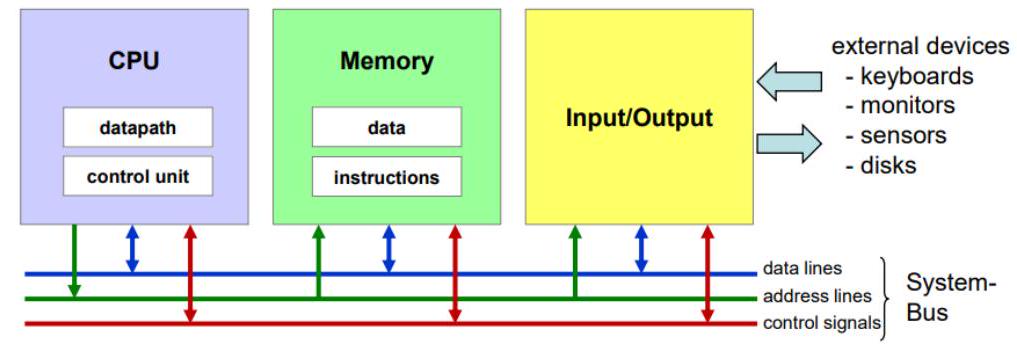 CPU
datapath
control unit
Memory
data
instructions
Input/Output
external devices
- keyboards
- monitors
- sensors
- disks
data lines
address lines
control signals
System-
Bus